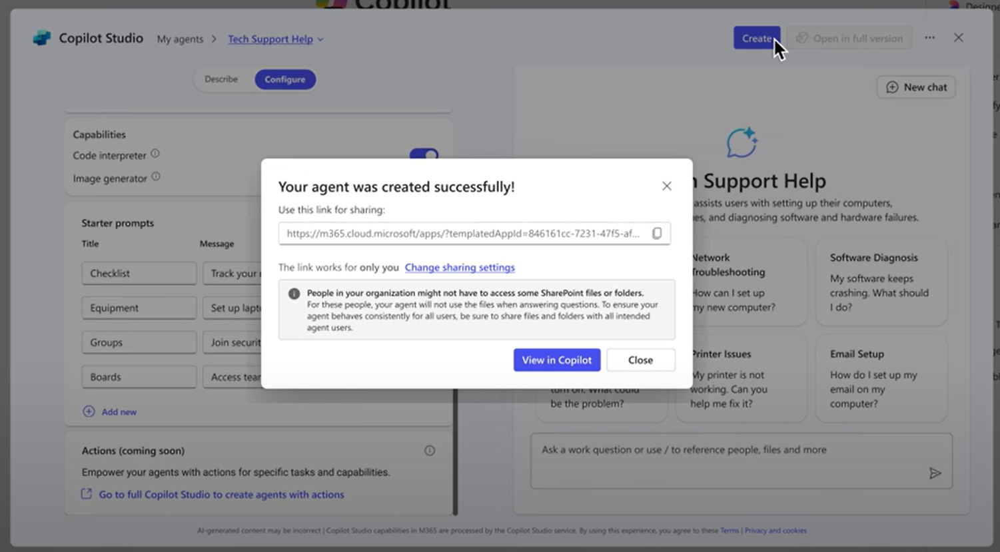 Copilot
Designe
Copilot Studio
My agents > Tech Support Help
Create
Open in full version
Describe
Configure
New chat
Capabilities
Code interpreter
Image generator
Starter prompts
Title
Message
Checklist
Track your
Equipment
Set up lapt
Groups
Join securit
Boards
Access tear
Add new
Actions (coming soon)
Empower your agents with actions for specific tasks and capabilities.
Go to full Copilot Studio to create agents with actions
Your agent was created successfully!
Use this link for sharing:
https://m365.cloud.microsoft/apps/?templatedAppId=846161cc-7231-47f5-af...
The link works for only you Change sharing settings
People in your organization might not have to access some SharePoint files or folders.
For these people, your agent will not use the files when answering questions. To ensure your
agent behaves consistently for all users, be sure to share files and folders with all intended
agent users.
View in Copilot
Close
Support Help
assists users with setting up their computers,
es, and diagnosing software and hardware failures.
Network
Troubleshooting
How can I set up
my new computer?
Software Diagnosis
My software keeps
crashing. What should
I do?
turn on. What could
be the problem?
Printer Issues
My printer is not
working. Can you
help me fix it?
Email Setup
How do I set up my
email on my
computer?
Ask a work question or use / to reference people, files and more
AI-generated content may be incorrect | Copilot Studio capabilities in M365 are processed by the Copilot Studio service. By using this experience, you agree to these Terms | Privacy and cookies